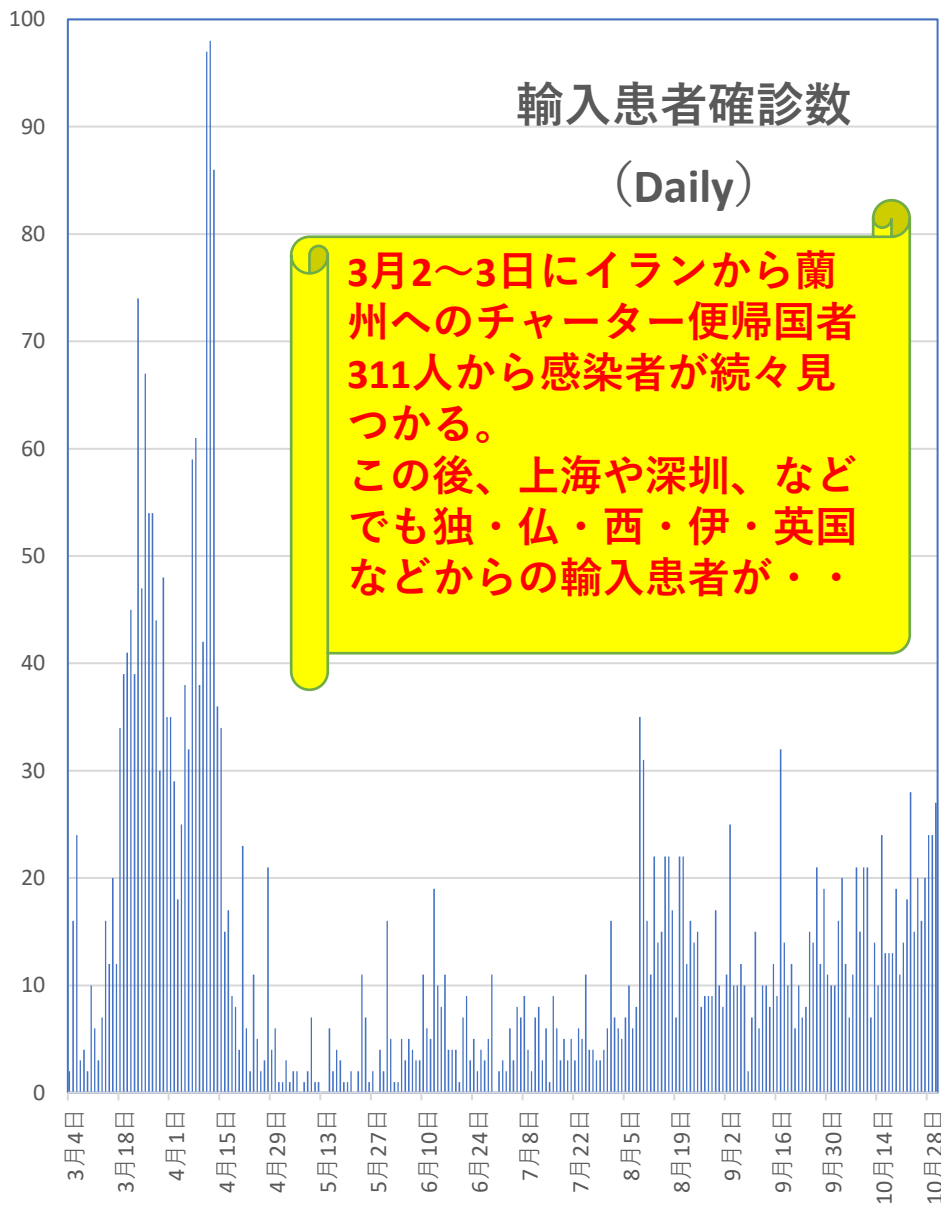 輸入患者確診数
（Daily）
3月2～3日にイランから蘭
州へのチャーター便帰国者
311人から感染者が続々見
つかる。
この後、上海や深圳、など
でも独・仏・西・伊・英国
などからの輸入患者が・・
100
90
80
70
60
50
40
30
20
10
0
3月4日
3月18日
4月1日
4月15日
4月29日
5月13日
5月27日
6月10日
6月24日
7月8日
7月22日
8月5日
8月19日
9月2日
9月16日
9月30日
10月14日
10月28日